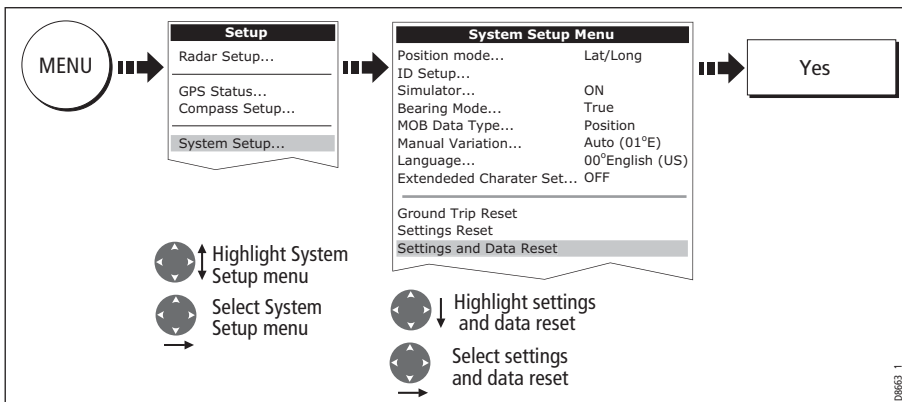 MENU
Setup
Radar Setup...
GPS Status...
Compass Setup...
System Setup...
Highlight System
Setup menu
Select System
Setup menu
System Setup Menu
Position mode... Lat/Long
ID Setup...
Simulator... ON
Bearing Mode... True
MOB Data Type... Position
Manual Variation... Auto (01°E)
Language... 00°English (US)
Extendeded Charater Set... OFF
Ground Trip Reset
Settings Reset
Settings and Data Reset
Highlight settings
and data reset
Select settings
and data reset
Yes
D8663_1